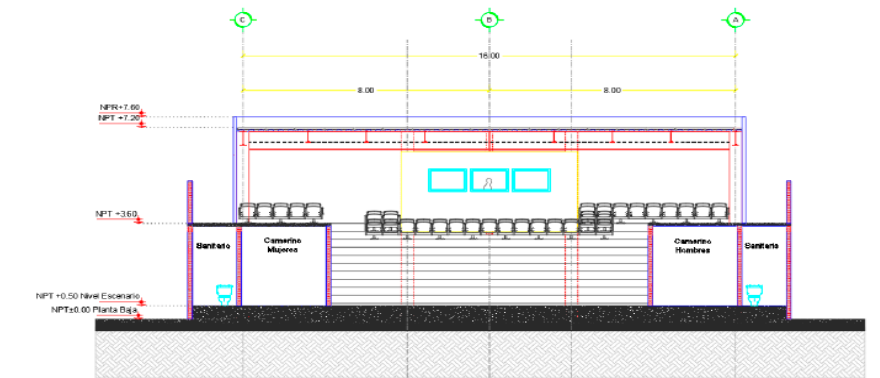 C
B
A
16.00
8.00
8.00
NPR+7.60
NPT +7.20
NPT +3.60
Sanitario
Camerino
Mujeres
Camerino
Hombres
Sanitario
NPT +0.50 Nivel Escenario
NPT±0.00 Planta Baja